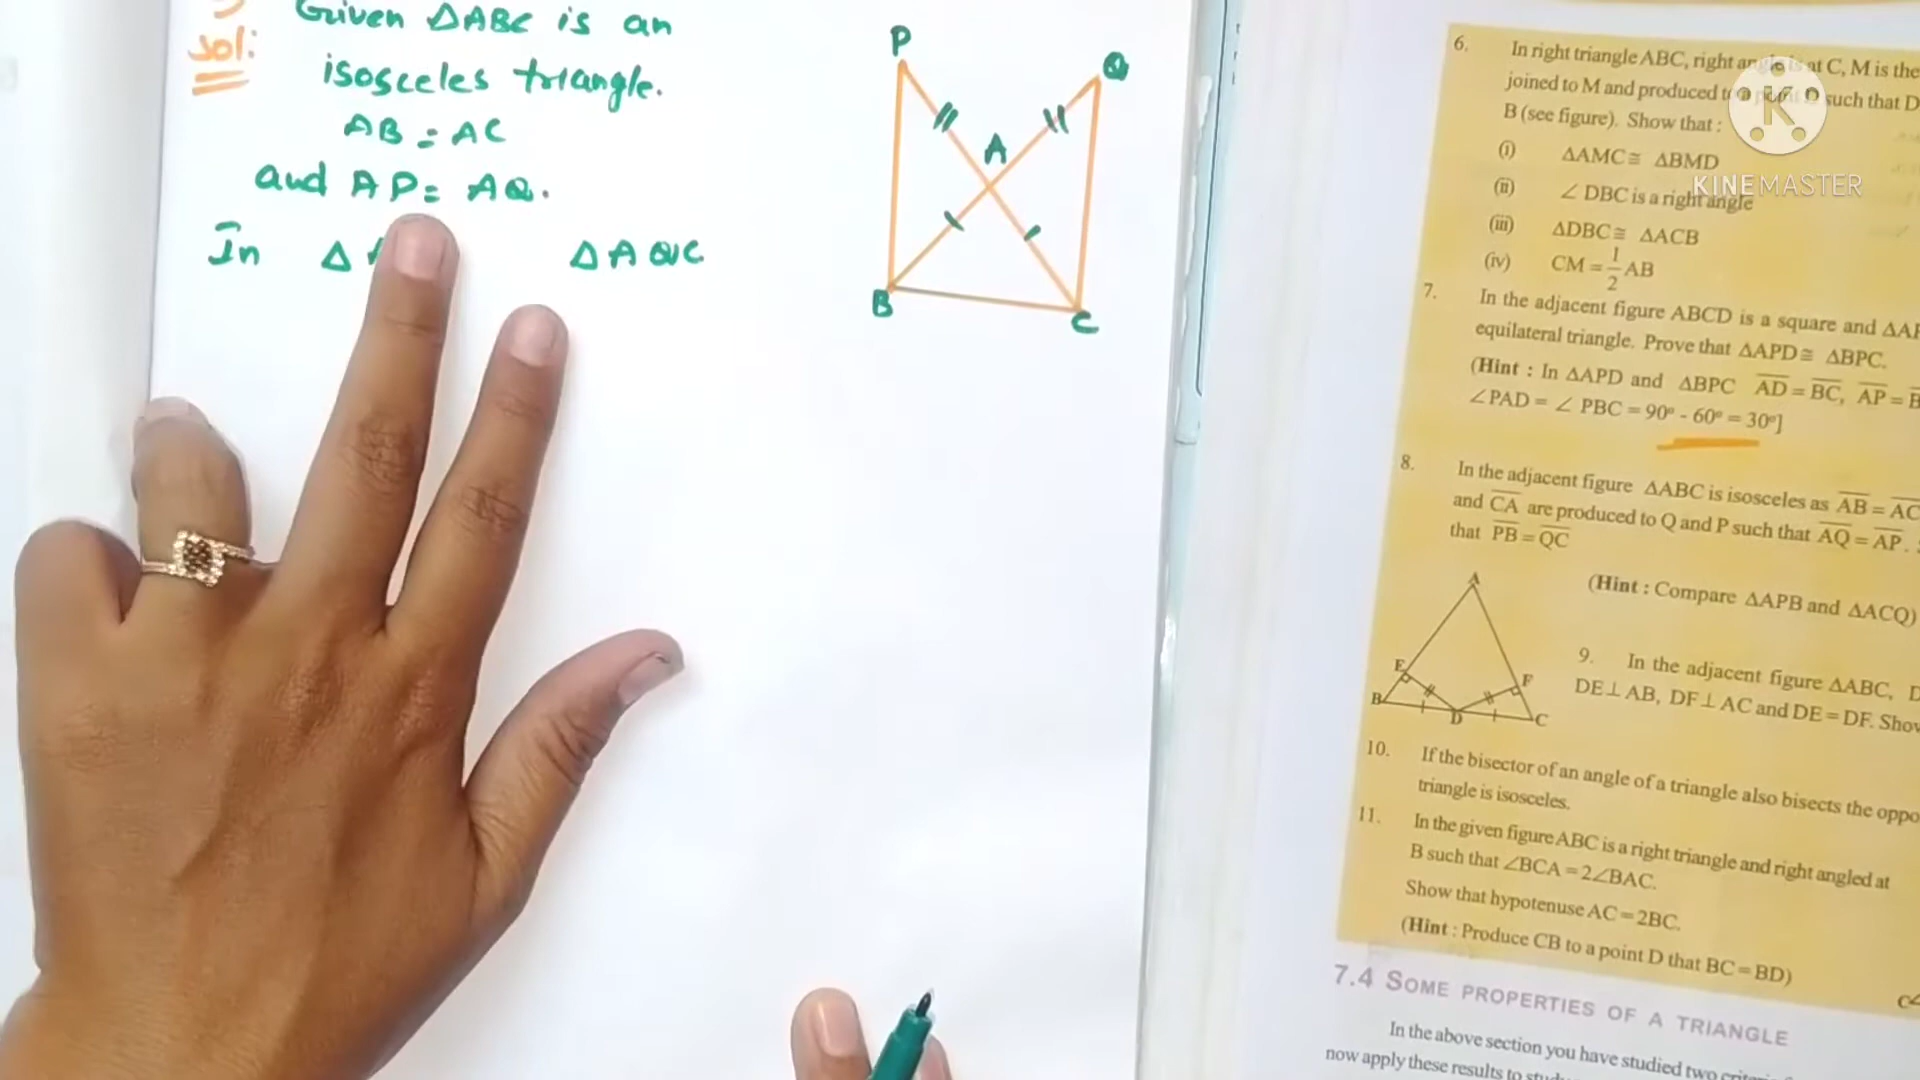 Sol:
Given ΔABC is an
isosceles triangle.
AB = AC
and AP = AQ.
In Δ ΔAQC
P
Q
A
B
C
KINEMASTER
6. In right triangle ABC, right angle is at C, M is the
joined to M and produced to a point D such that D
B (see figure). Show that :
(i) ΔAMC ≅ ΔBMD
(ii) ∠ DBC is a right angle
(iii) ΔDBC ≅ ΔACB
(iv) CM = 1/2 AB
7. In the adjacent figure ABCD is a square and ΔAP
equilateral triangle. Prove that ΔAPD ≅ ΔBPC.
(Hint : In ΔAPD and ΔBPC AD = BC, AP = B
∠PAD = ∠ PBC = 90º - 60º = 30º]
8. In the adjacent figure ΔABC is isosceles as AB = AC
and CA are produced to Q and P such that AQ = AP.
that PB = QC
(Hint : Compare ΔAPB and ΔACQ)
A
E
F
B
D
C
9. In the adjacent figure ΔABC, D
DE ⊥ AB, DF ⊥ AC and DE = DF. Show
10. If the bisector of an angle of a triangle also bisects the oppo
triangle is isosceles.
11. In the given figure ABC is a right triangle and right angled at
B such that ∠BCA = 2∠BAC.
Show that hypotenuse AC = 2BC.
(Hint : Produce CB to a point D that BC = BD)
7.4 SOME PROPERTIES OF A TRIANGLE
In the above section you have studied two
now apply these results to